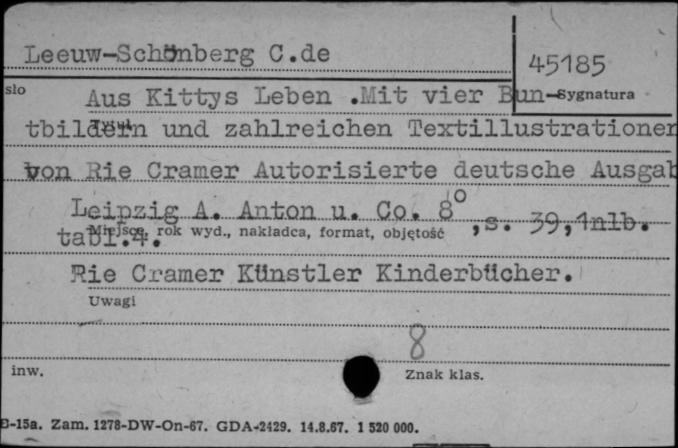 Leeuw-Schönberg C.de
45185
slo
Sygnatura
Aus Kittys Leben .Mit vier Bun-
tbildern und zahlreichen Textillustrationen
von Rie Cramer Autorisierte deutsche Ausgab
Leipzig A. Anton u. Co. 8°, s. 39,1nlb.
Miejsce, rok wyd., nakładca, format, objętość
tabl.4.
Rie Cramer Künstler Kinderbücher.
Uwagi
8
inw.
Znak klas.
B-15a. Zam. 1278-DW-On-67. GDA-2429. 14.8.67. 1 520 000.